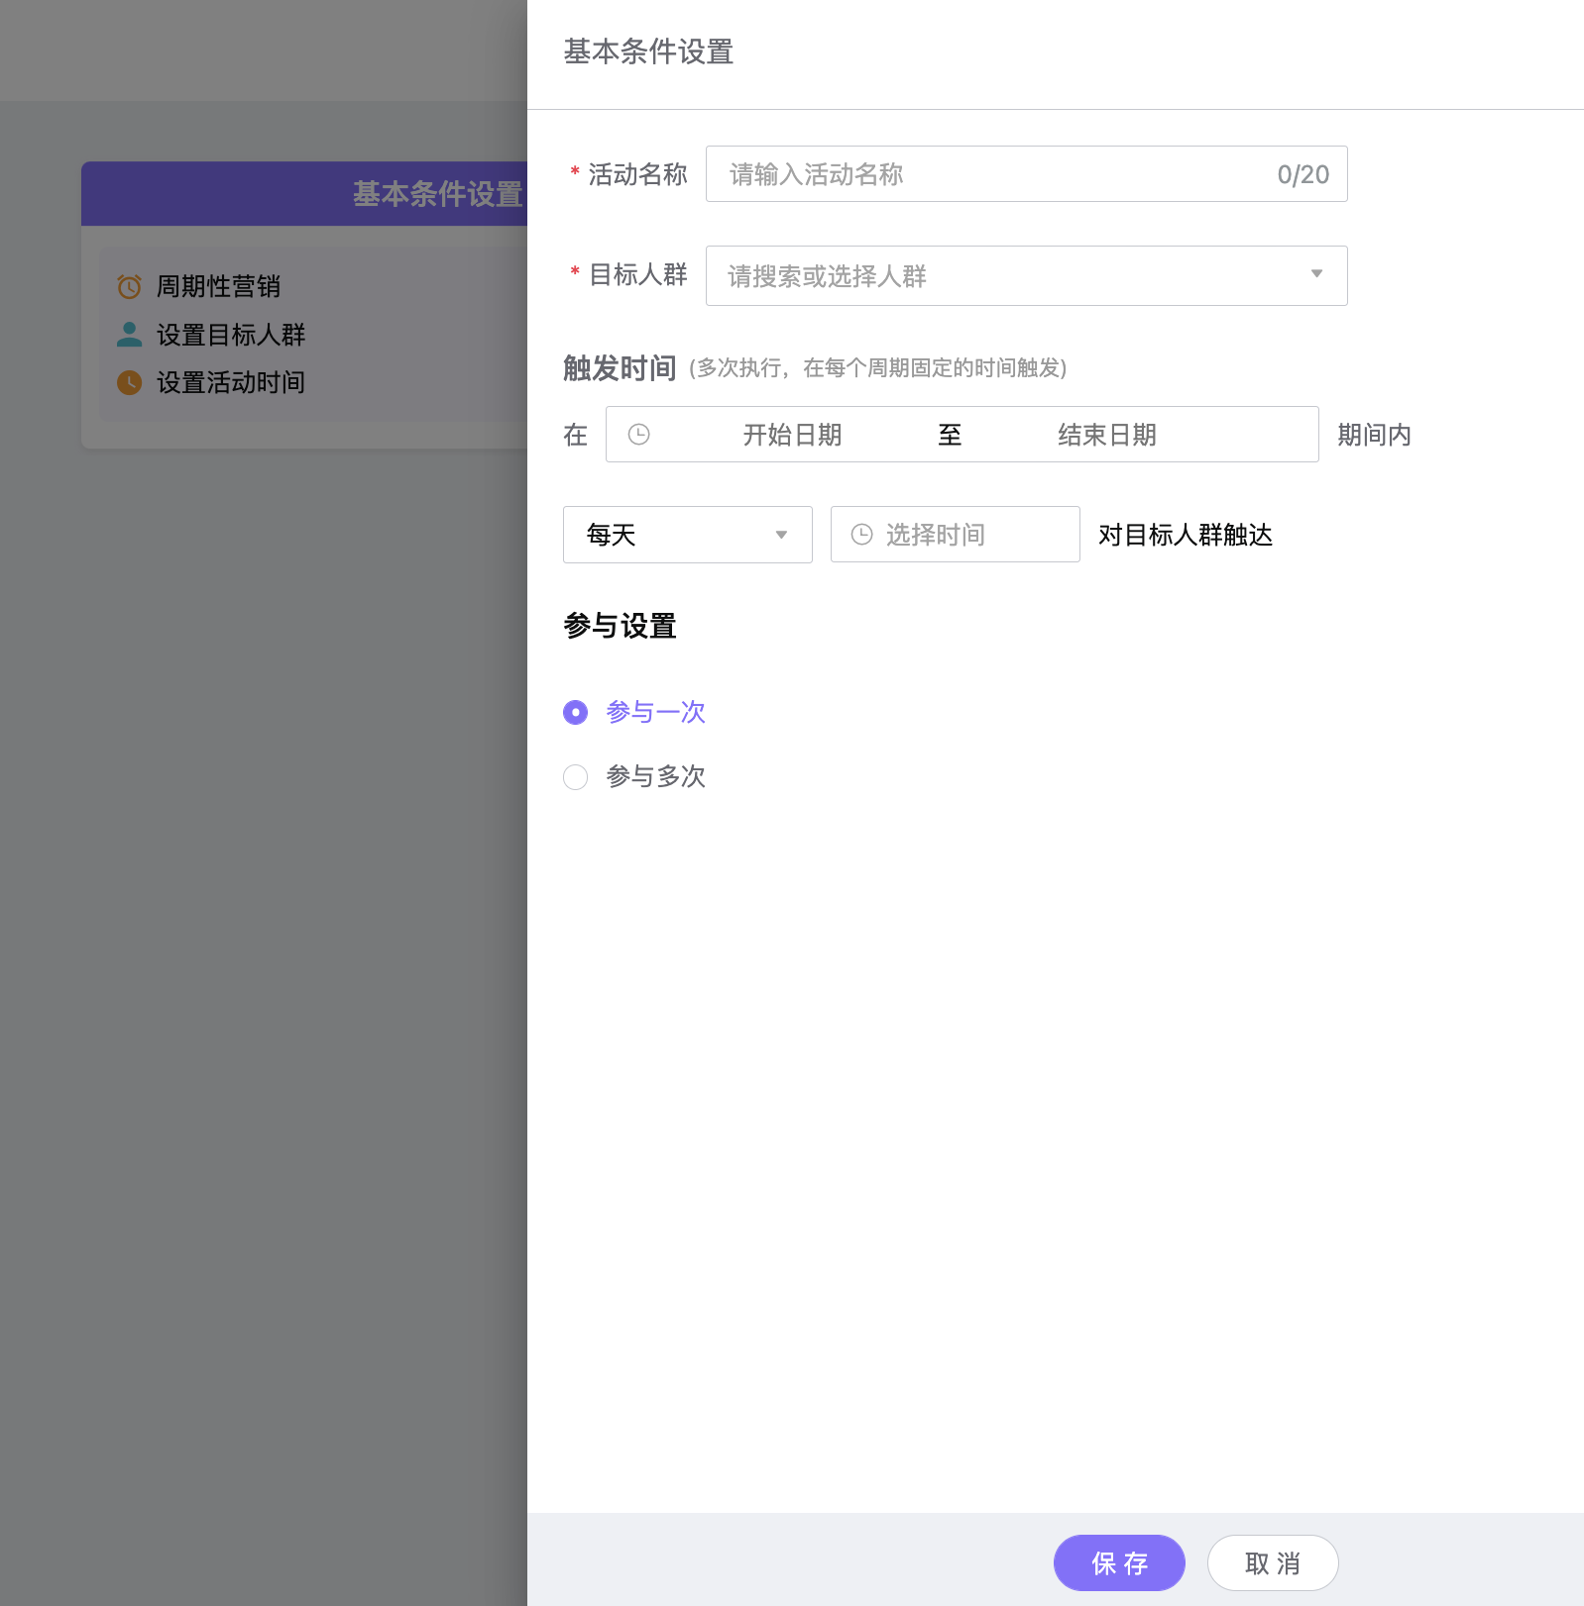 基本条件设置
周期性营销
设置目标人群
设置活动时间
基本条件设置
* 活动名称 请输入活动名称 0/20
* 目标人群 请搜索或选择人群
触发时间 (多次执行，在每个周期固定的时间触发)
在 开始日期 至 结束日期 期间内
每天 选择时间 对目标人群触达
参与设置
参与一次
参与多次
保存 取消